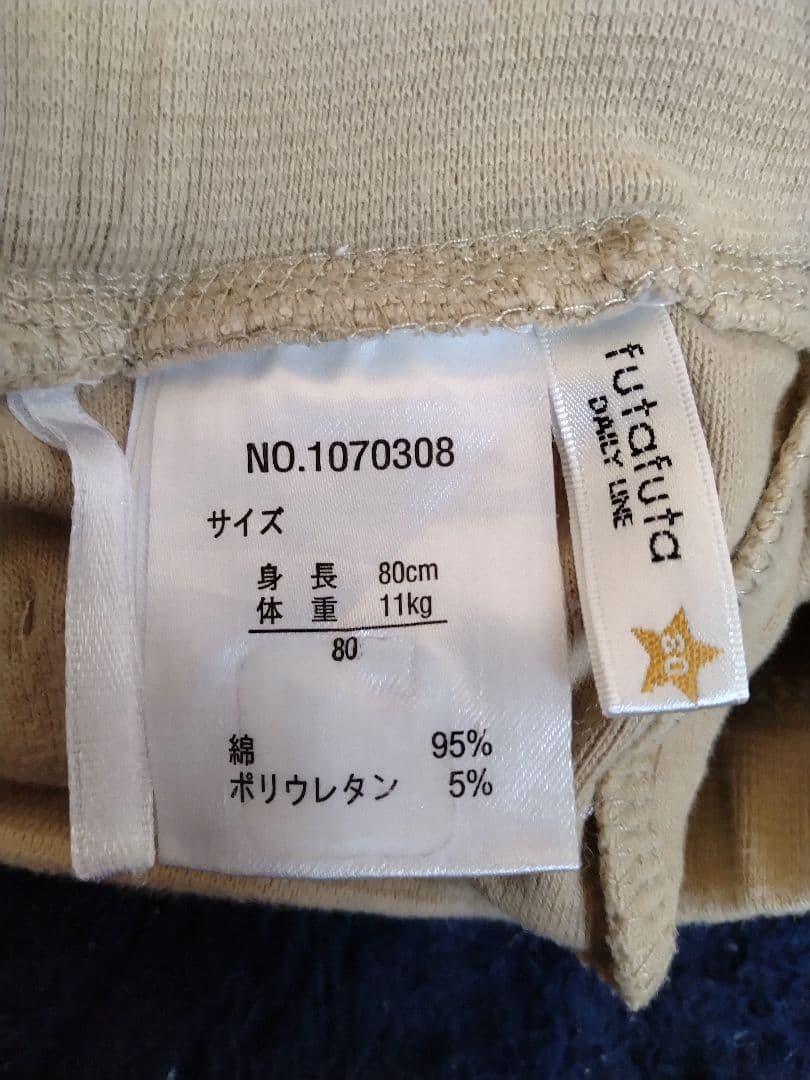 NO.1070308
サイズ
身長 80cm
体重 11kg
80
綿 95%
ポリウレタン 5%
futafuta
DAILY LINE
80